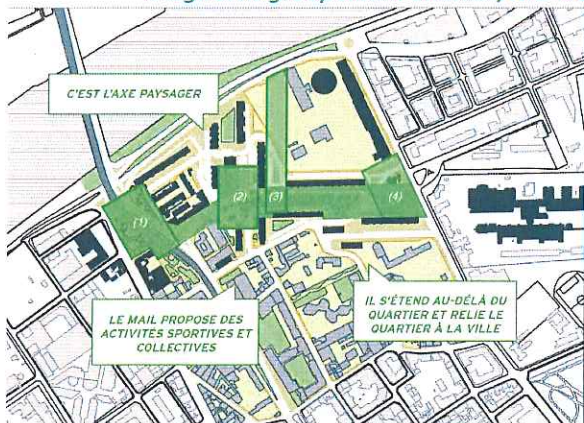 C'EST L'AXE PAYSAGER
(1)
(2)
(3)
(4)
LE MAIL PROPOSE DES
ACTIVITÉS SPORTIVES ET
COLLECTIVES
IL S'ÉTEND AU-DELÀ DU
QUARTIER ET RELIE LE
QUARTIER À LA VILLE